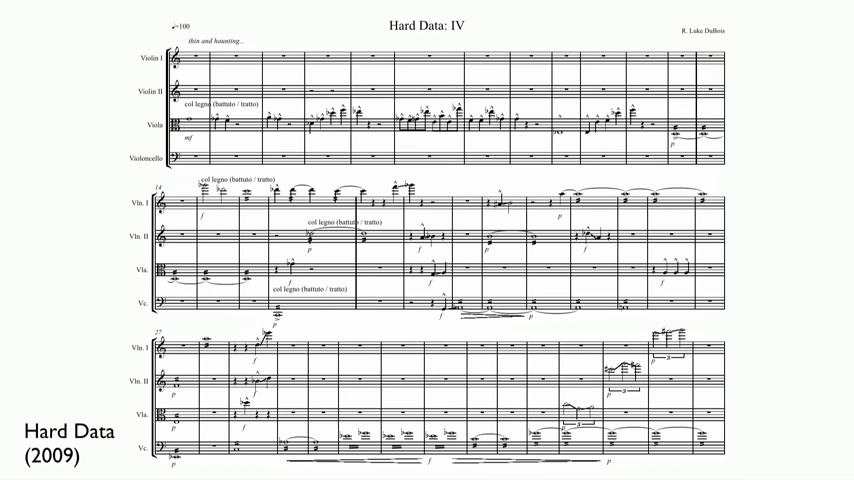 ♩=100
Hard Data: IV
R. Luke DuBois
thin and haunting...
Violin I
Violin II
col legno (battuto / tratto)
Viola
mf
p
Violoncello
14
col legno (battuto / tratto)
Vln. I
f
p
col legno (battuto / tratto)
Vln. II
p
f
p
f
Vla.
f
f
col legno (battuto / tratto)
Vc.
p
f
p
27
Vln. I
f
p
3
Vln. II
p
f
p
3
Vla.
p
f
p
3
Vc.
p
f
p
Hard Data
(2009)